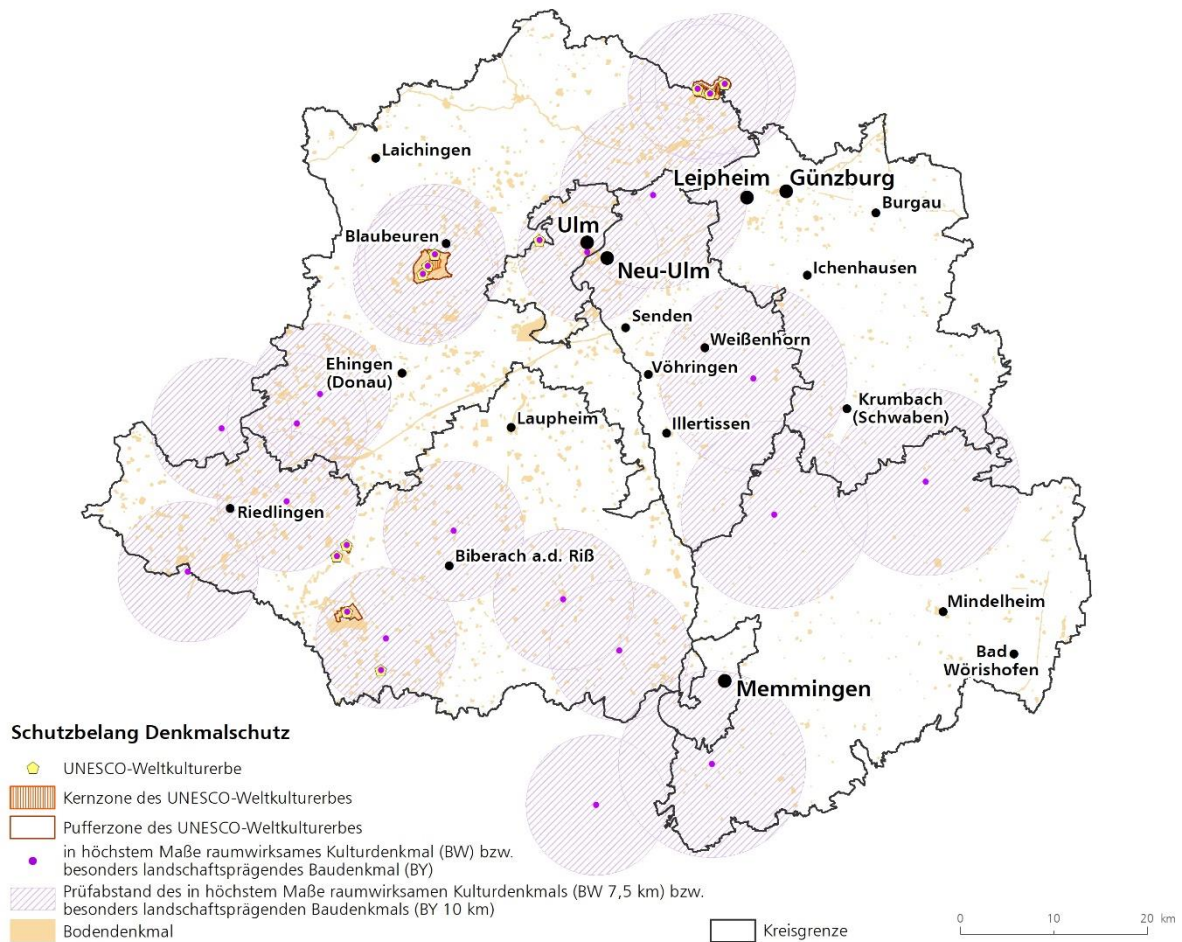 Laichingen
Leipheim
Günzburg
Burgau
Ulm
Blaubeuren
Neu-Ulm
Ichenhausen
Senden
Weißenhorn
Ehingen
(Donau)
Vöhringen
Krumbach
(Schwaben)
Laupheim
Illertissen
Riedlingen
Biberach a.d. Riß
Mindelheim
Bad
Wörishofen
Memmingen
Schutzbelang Denkmalschutz
UNESCO-Weltkulturerbe
Kernzone des UNESCO-Weltkulturerbes
Pufferzone des UNESCO-Weltkulturerbes
in höchstem Maße raumwirksames Kulturdenkmal (BW) bzw.
besonders landschaftsprägendes Baudenkmal (BY)
Prüfabstand des in höchstem Maße raumwirksamen Kulturdenkmals (BW 7,5 km) bzw.
besonders landschaftsprägenden Baudenkmals (BY 10 km)
Bodendenkmal
Kreisgrenze
0 10 20 km